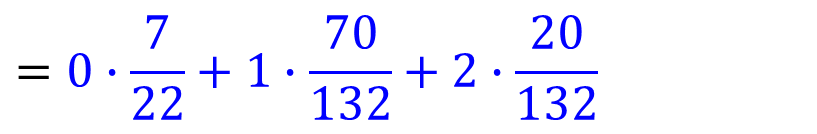 = 0 · 7/22 + 1 · 70/132 + 2 · 20/132